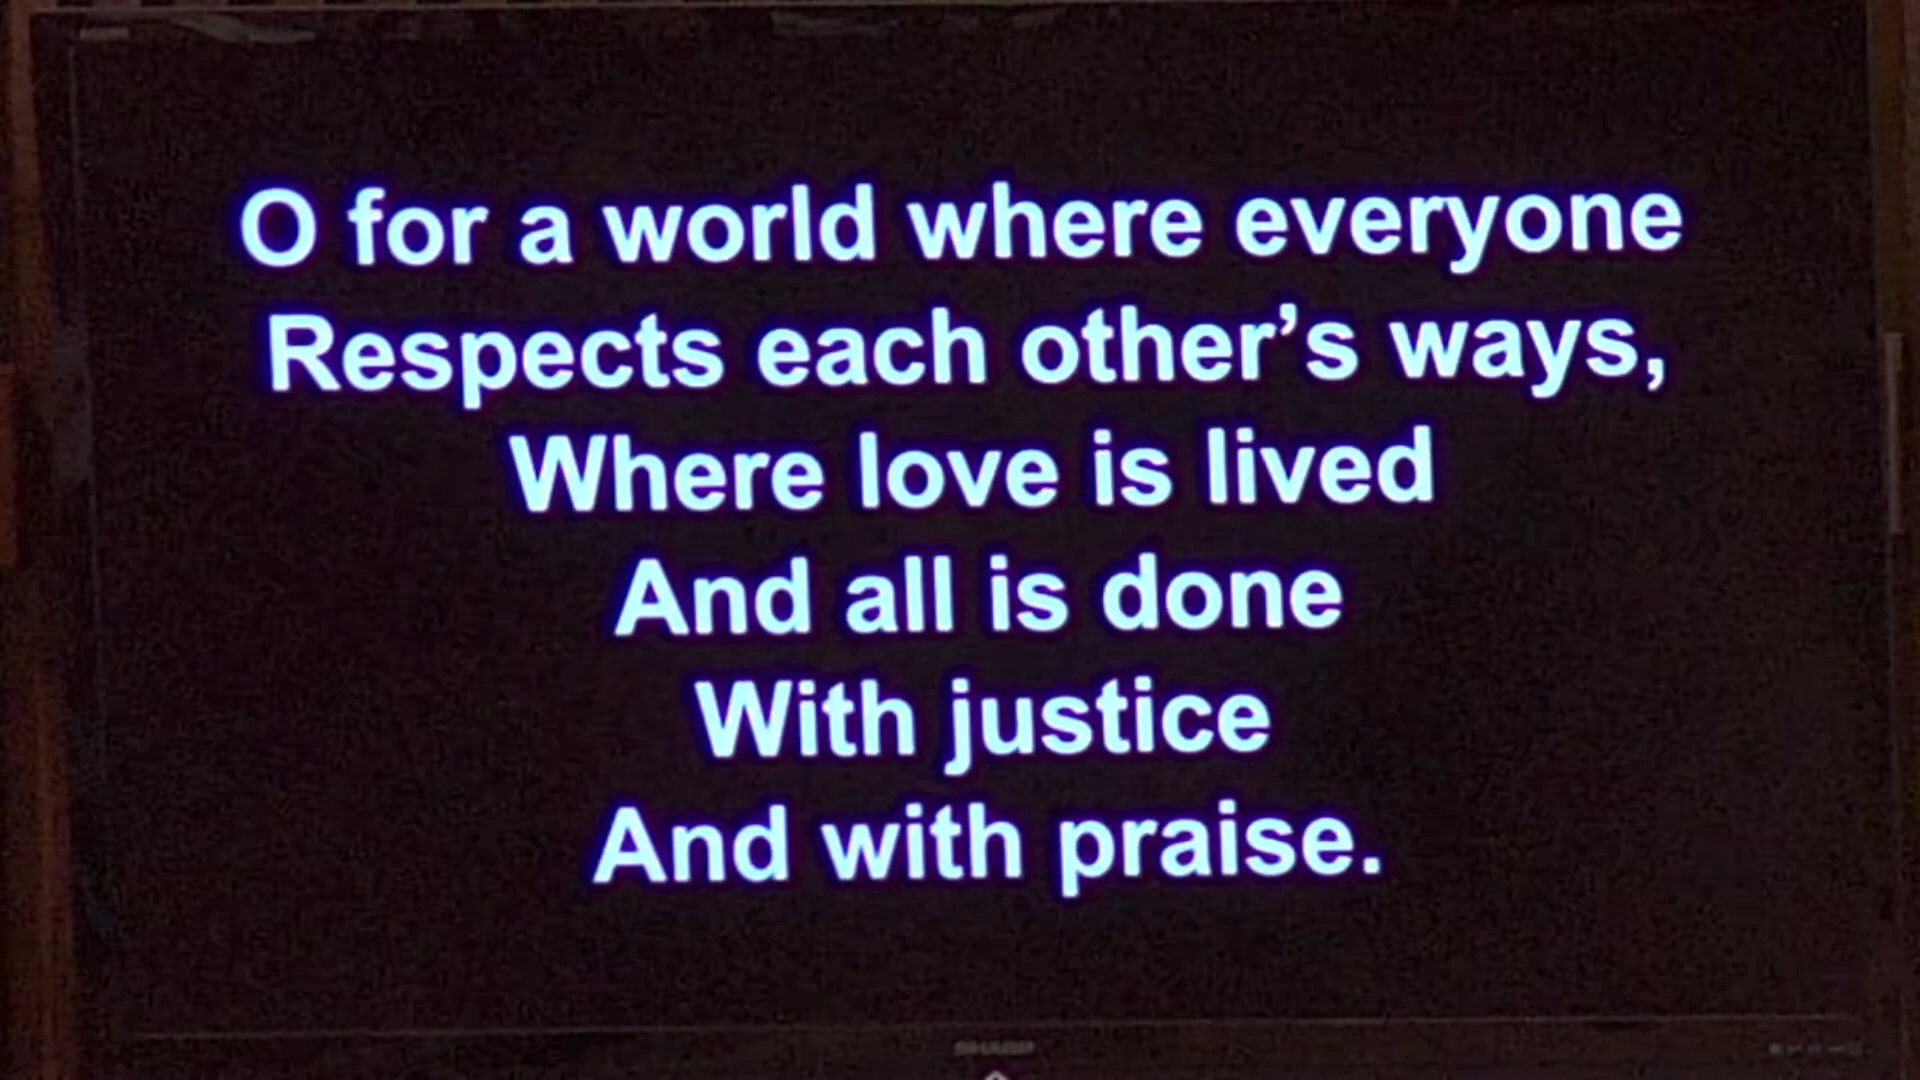 O for a world where everyone
Respects each other’s ways,
Where love is lived
And all is done
With justice
And with praise.
SHARP